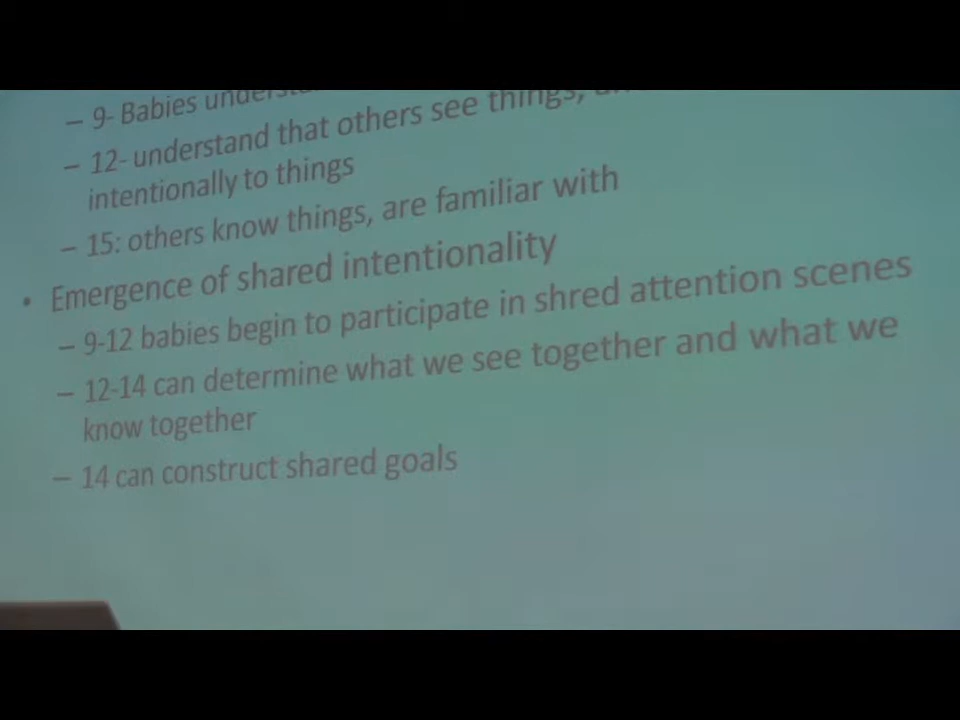 – 9- Babies
– 12- understand that others see things,
intentionally to things
– 15: others know things, are familiar with
• Emergence of shared intentionality
– 9-12 babies begin to participate in shred attention scenes
– 12-14 can determine what we see together and what we
know together
– 14 can construct shared goals